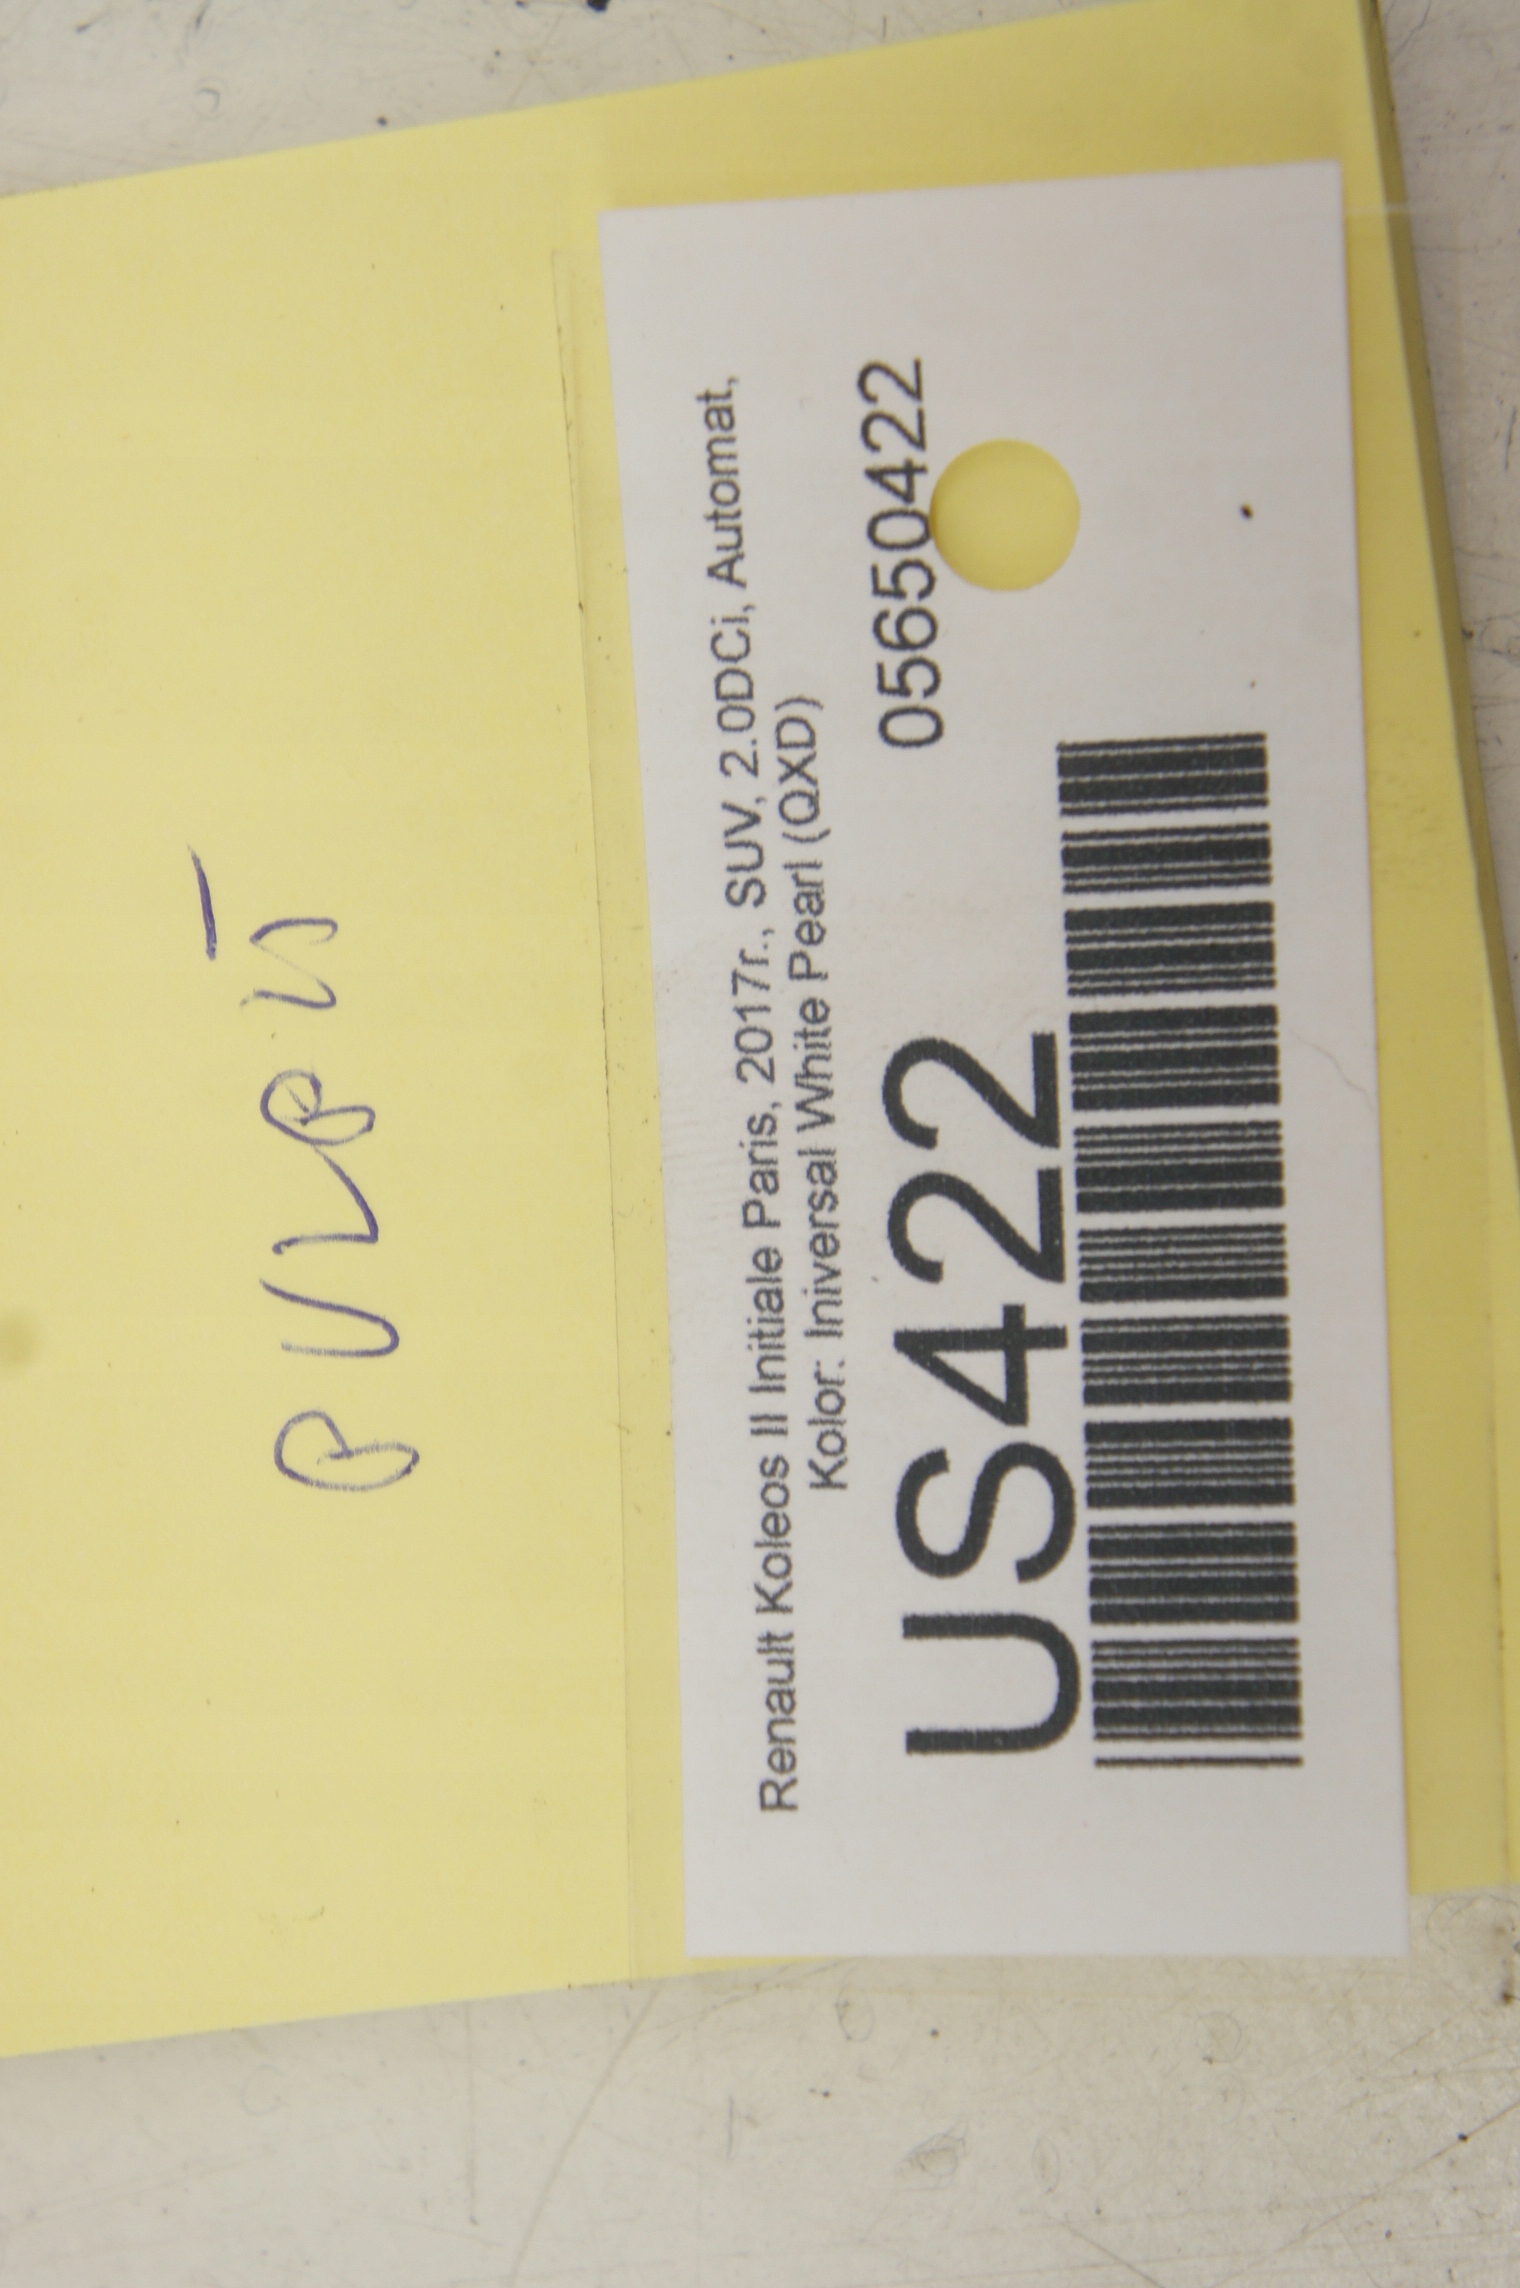 PULPIT
Renault Koleos II Initiale Paris, 2017r., SUV, 2.0DCi, Automat,
Kolor: Iniversal White Pearl (QXD)
US422 05650422